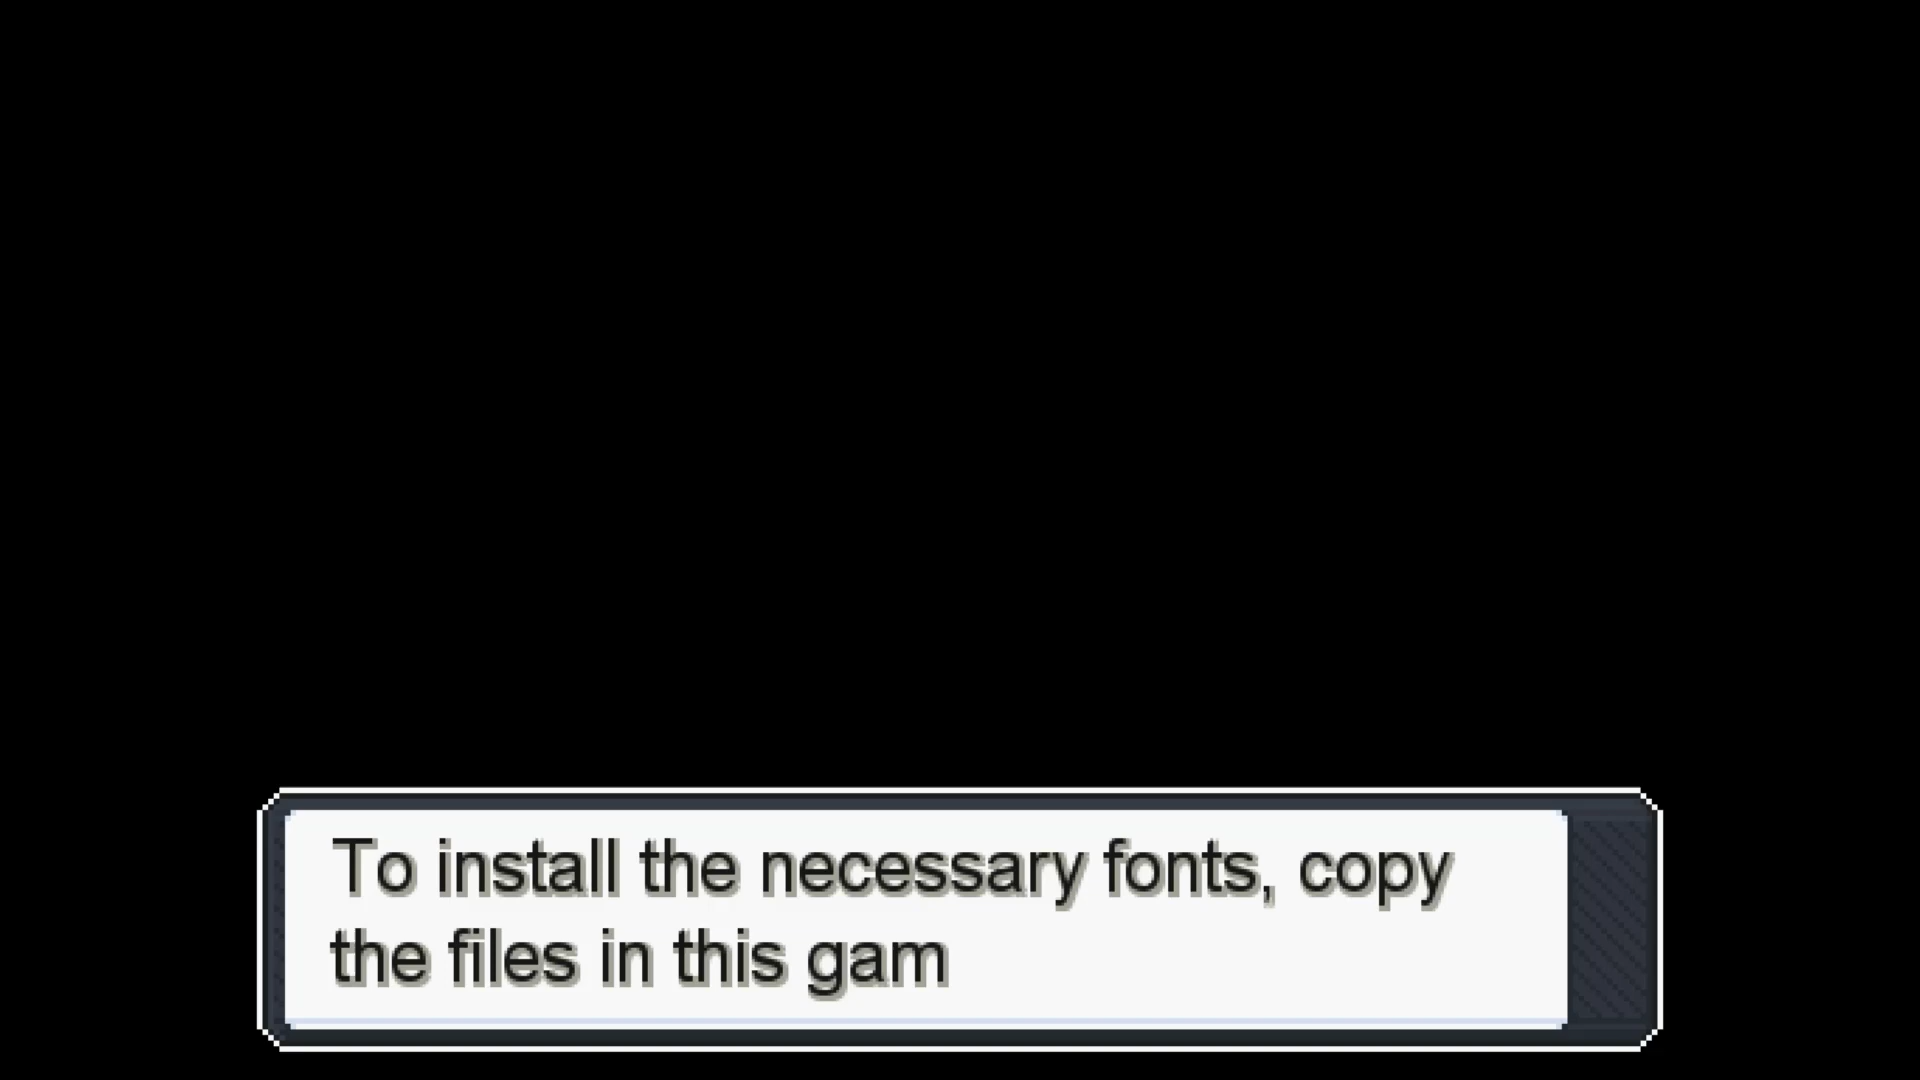 To install the necessary fonts, copy
the files in this gam